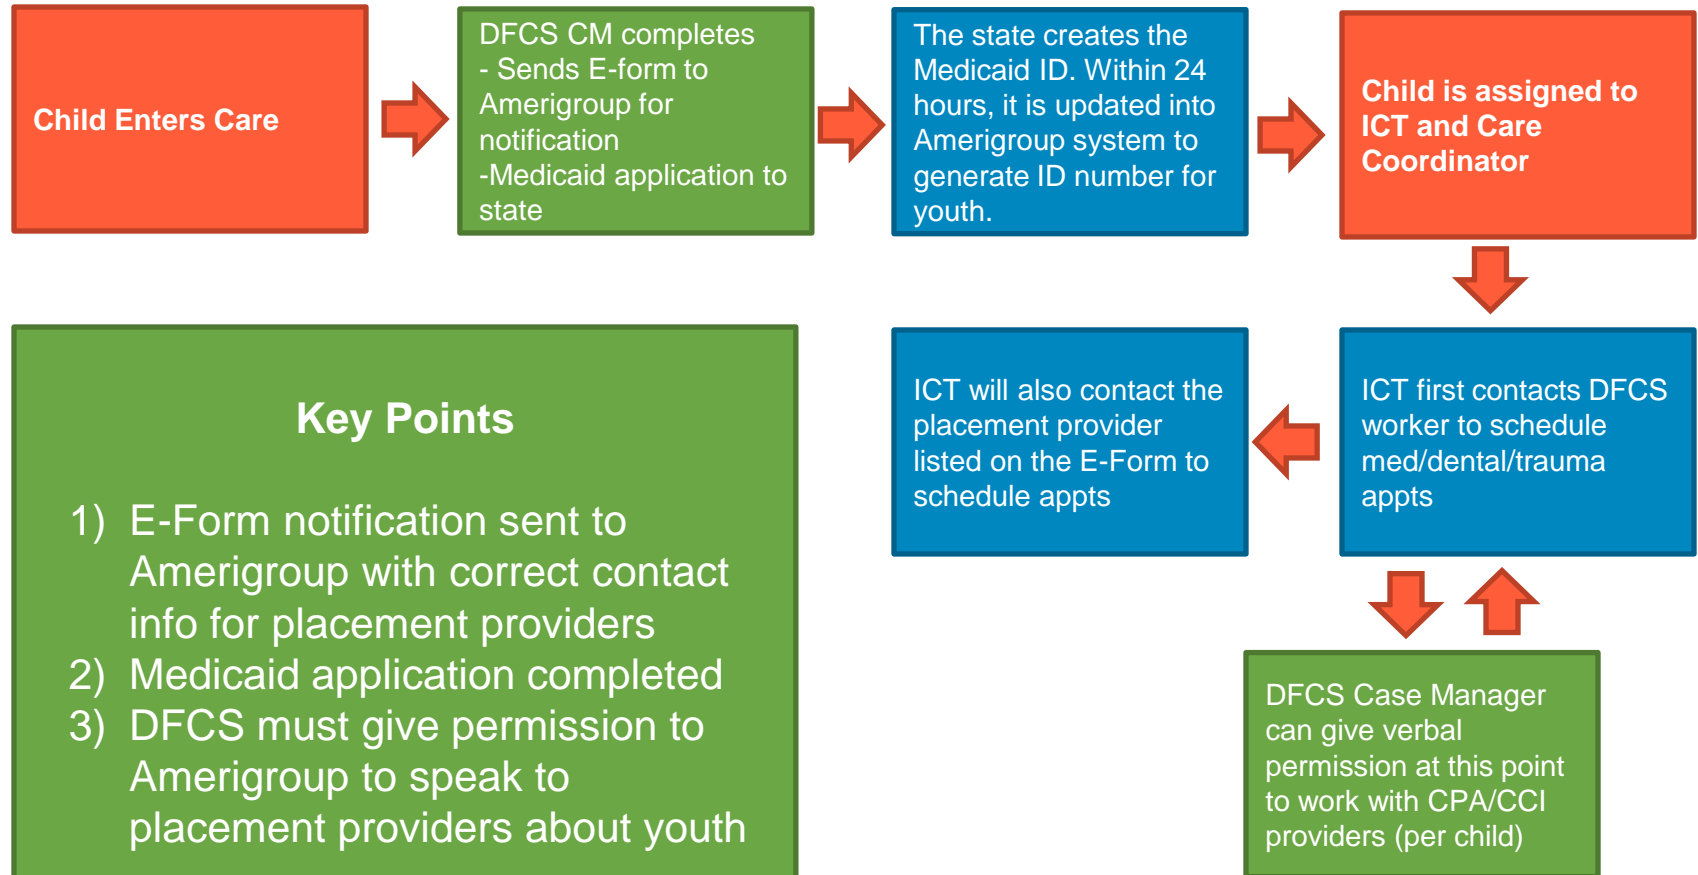 Child Enters Care
DFCS CM completes
- Sends E-form to
Amerigroup for
notification
-Medicaid application to
state
The state creates the
Medicaid ID. Within 24
hours, it is updated into
Amerigroup system to
generate ID number for
youth.
Child is assigned to
ICT and Care
Coordinator
ICT first contacts DFCS
worker to schedule
med/dental/trauma
appts
ICT will also contact the
placement provider
listed on the E-Form to
schedule appts
DFCS Case Manager
can give verbal
permission at this point
to work with CPA/CCI
providers (per child)
Key Points
1) E-Form notification sent to
Amerigroup with correct contact
info for placement providers
2) Medicaid application completed
3) DFCS must give permission to
Amerigroup to speak to
placement providers about youth